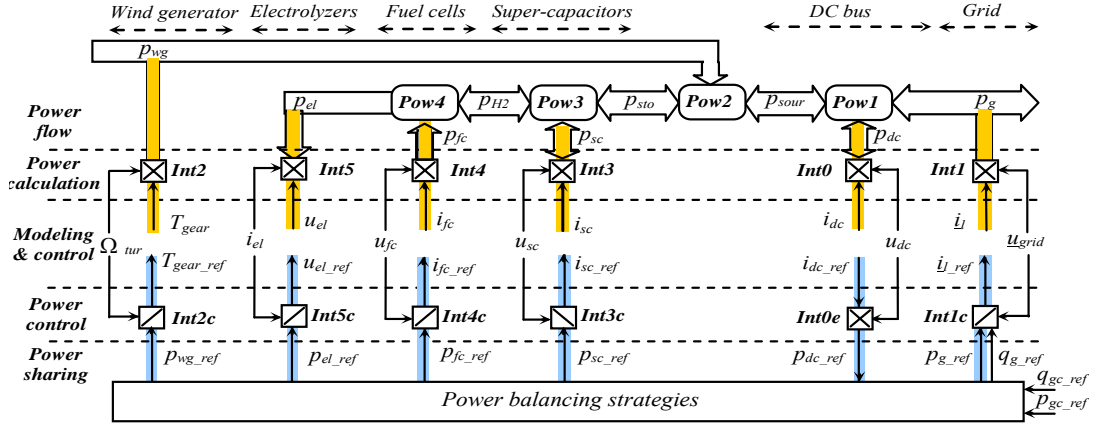 Wind generator Electrolyzers Fuel cells Super-capacitors DC bus Grid
p_wg
p_el Pow4 p_H2 Pow3 p_sto Pow2 p_sour Pow1 p_g
Power flow p_fc p_sc p_dc
Power calculation Int2 Int5 Int4 Int3 Int0 Int1
T_gear u_el i_fc i_sc i_dc i_l
Modeling & control Ω_tur i_el u_fc u_sc u_dc u_grid
T_gear_ref u_el_ref i_fc_ref i_sc_ref i_dc_ref i_l_ref
Power control Int2c Int5c Int4c Int3c Int0e Int1c
Power sharing p_wg_ref p_el_ref p_fc_ref p_sc_ref p_dc_ref p_g_ref q_g_ref
q_gc_ref
Power balancing strategies p_gc_ref